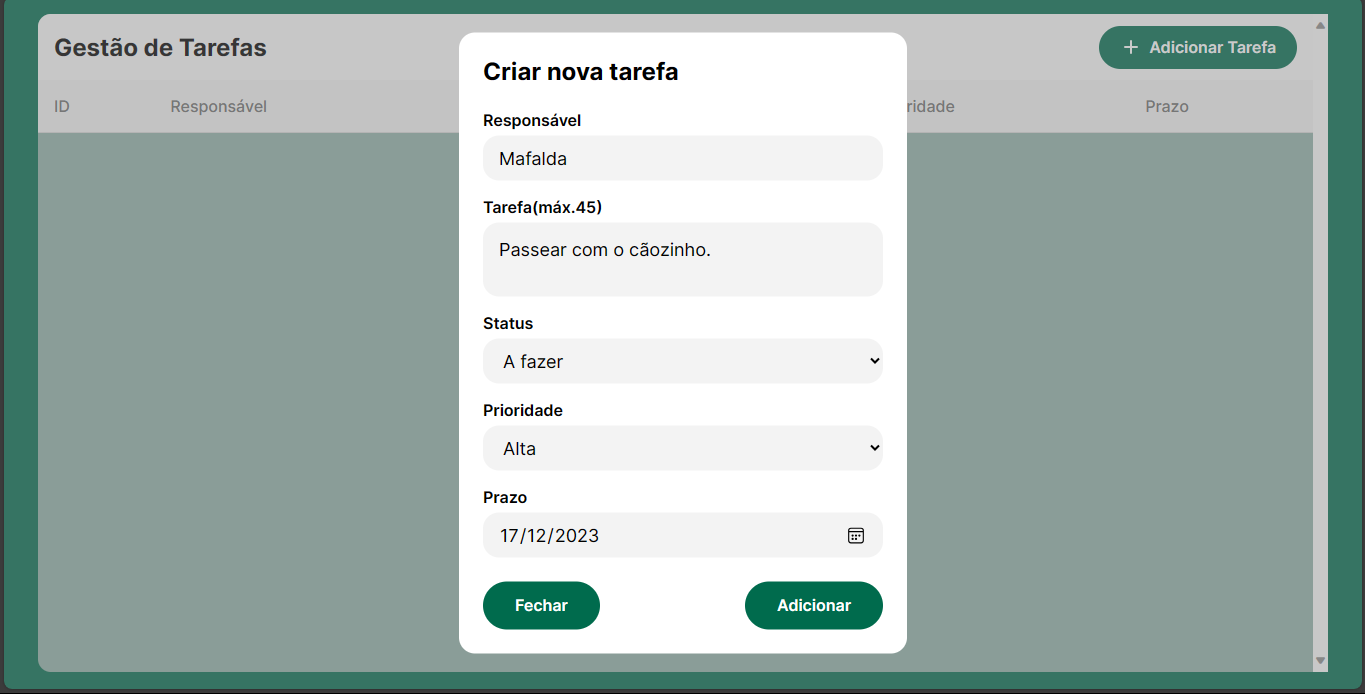 Gestão de Tarefas
+ Adicionar Tarefa
ID Responsável ridade Prazo
Criar nova tarefa
Responsável
Mafalda
Tarefa(máx.45)
Passear com o cãozinho.
Status
A fazer
Prioridade
Alta
Prazo
17/12/2023
Fechar Adicionar